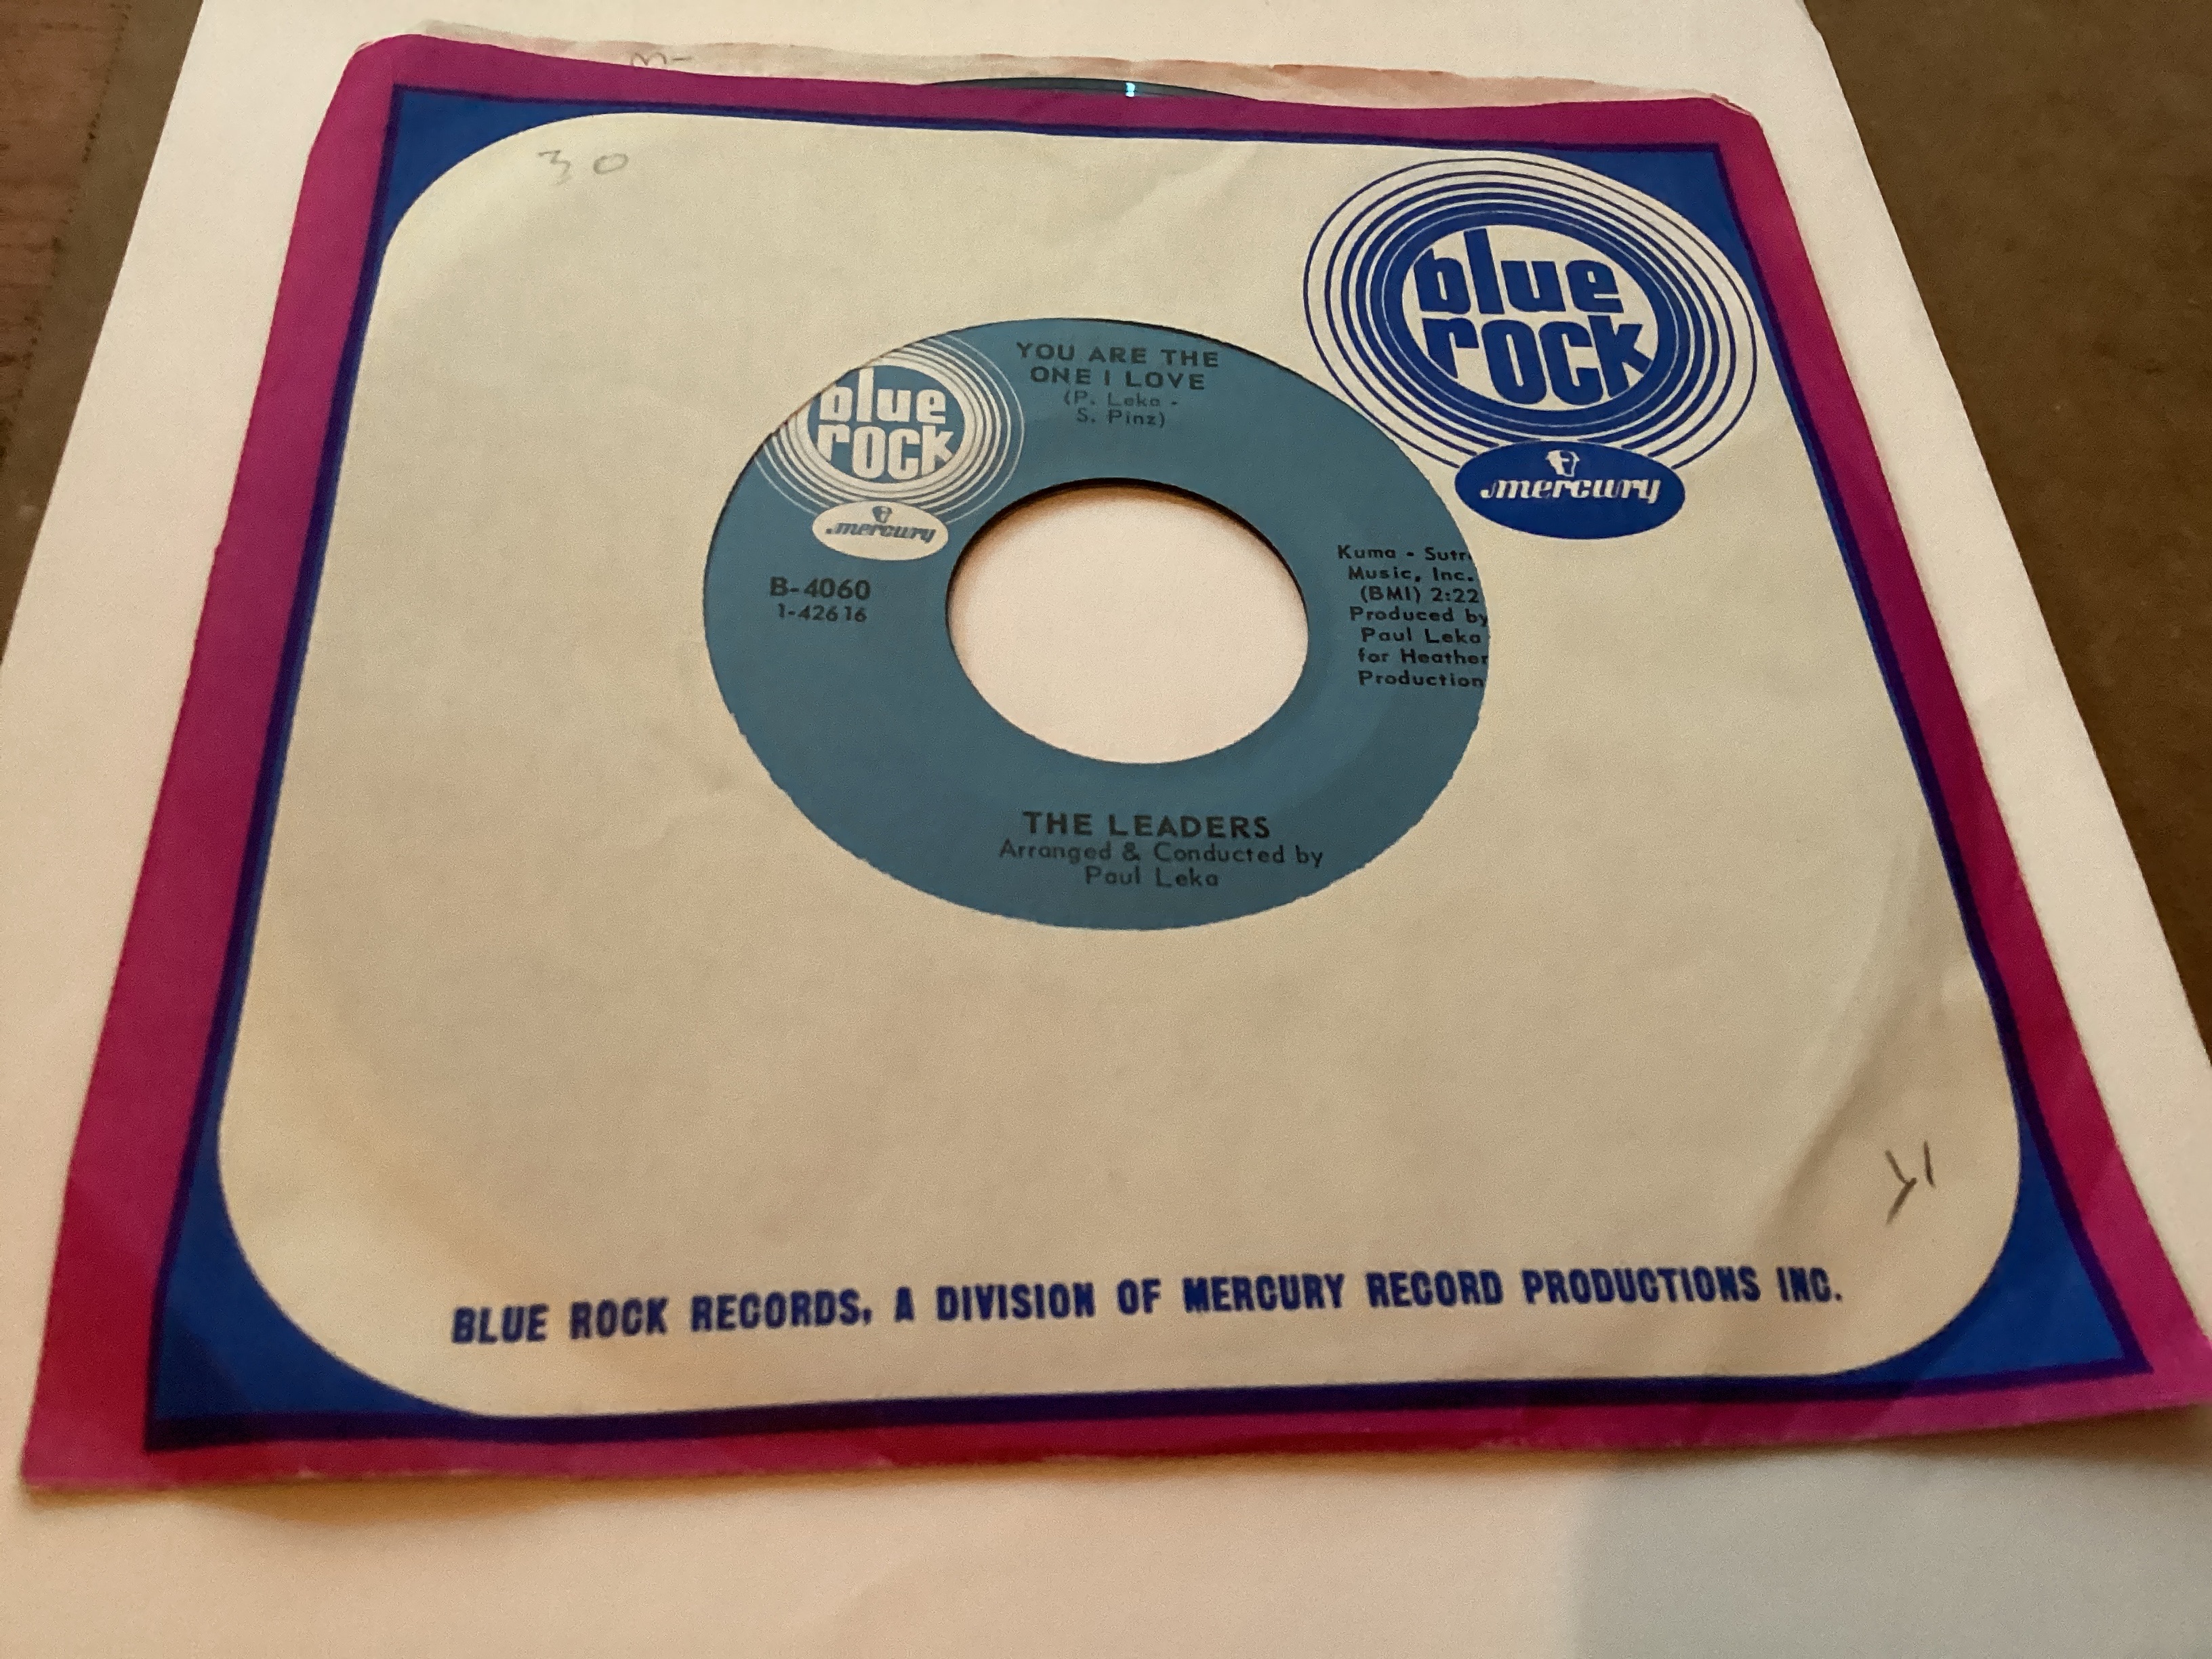 M-
30
blue
rock
mercury
blue
rock
mercury
YOU ARE THE
ONE I LOVE
(P. Leka -
S. Pinz)
B-4060
1-42616
Kama - Sutr
Music, Inc.
(BMI) 2:22
Produced by
Paul Leka
for Heather
Production
THE LEADERS
Arranged & Conducted by
Paul Leka
BLUE ROCK RECORDS, A DIVISION OF MERCURY RECORD PRODUCTIONS INC.